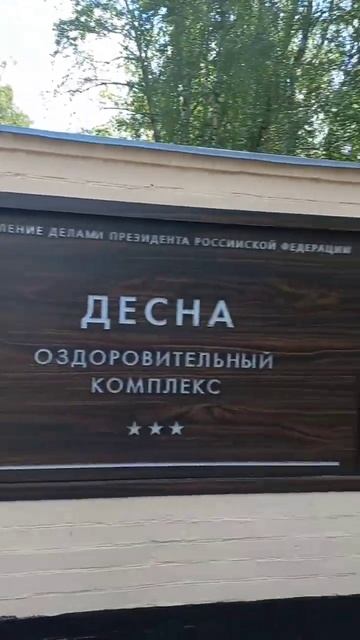 ЛЕНИЕ ДЕЛАМИ ПРЕЗИДЕНТА РОССИЙСКОЙ ФЕДЕРАЦИИ
ДЕСНА
ОЗДОРОВИТЕЛЬНЫЙ
КОМПЛЕКС